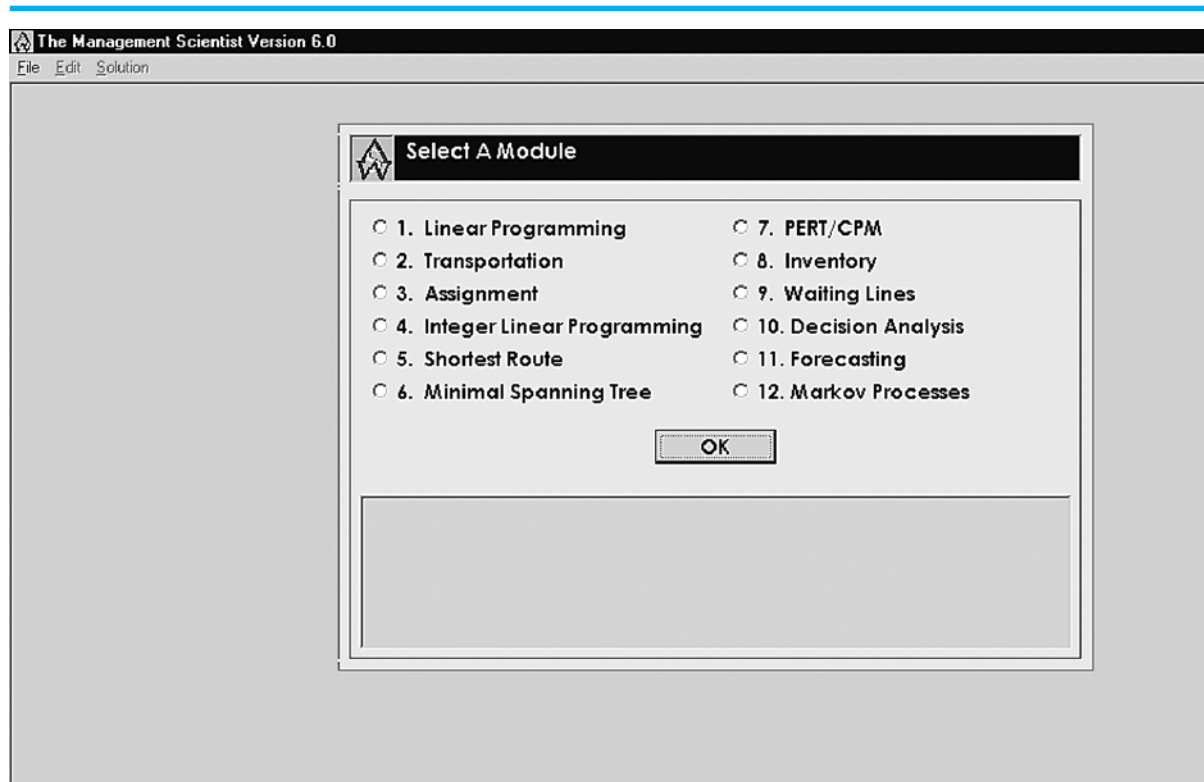 The Management Scientist Version 6.0
File Edit Solution
Select A Module
1. Linear Programming
2. Transportation
3. Assignment
4. Integer Linear Programming
5. Shortest Route
6. Minimal Spanning Tree
7. PERT/CPM
8. Inventory
9. Waiting Lines
10. Decision Analysis
11. Forecasting
12. Markov Processes
OK